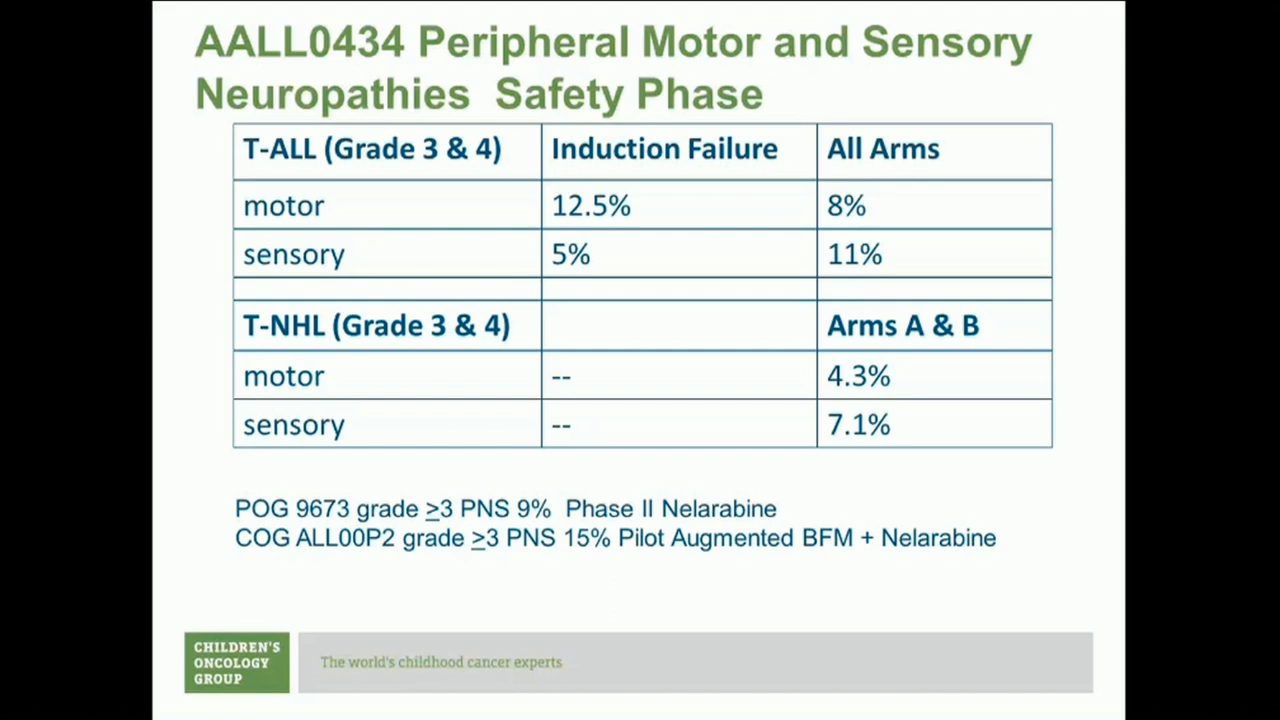 AALL0434 Peripheral Motor and Sensory
Neuropathies Safety Phase
T-ALL (Grade 3 & 4) Induction Failure All Arms
motor 12.5% 8%
sensory 5% 11%
T-NHL (Grade 3 & 4) Arms A & B
motor -- 4.3%
sensory -- 7.1%
POG 9673 grade ≥3 PNS 9% Phase II Nelarabine
COG ALL00P2 grade ≥3 PNS 15% Pilot Augmented BFM + Nelarabine
CHILDREN'S
ONCOLOGY
GROUP
The world's childhood cancer experts